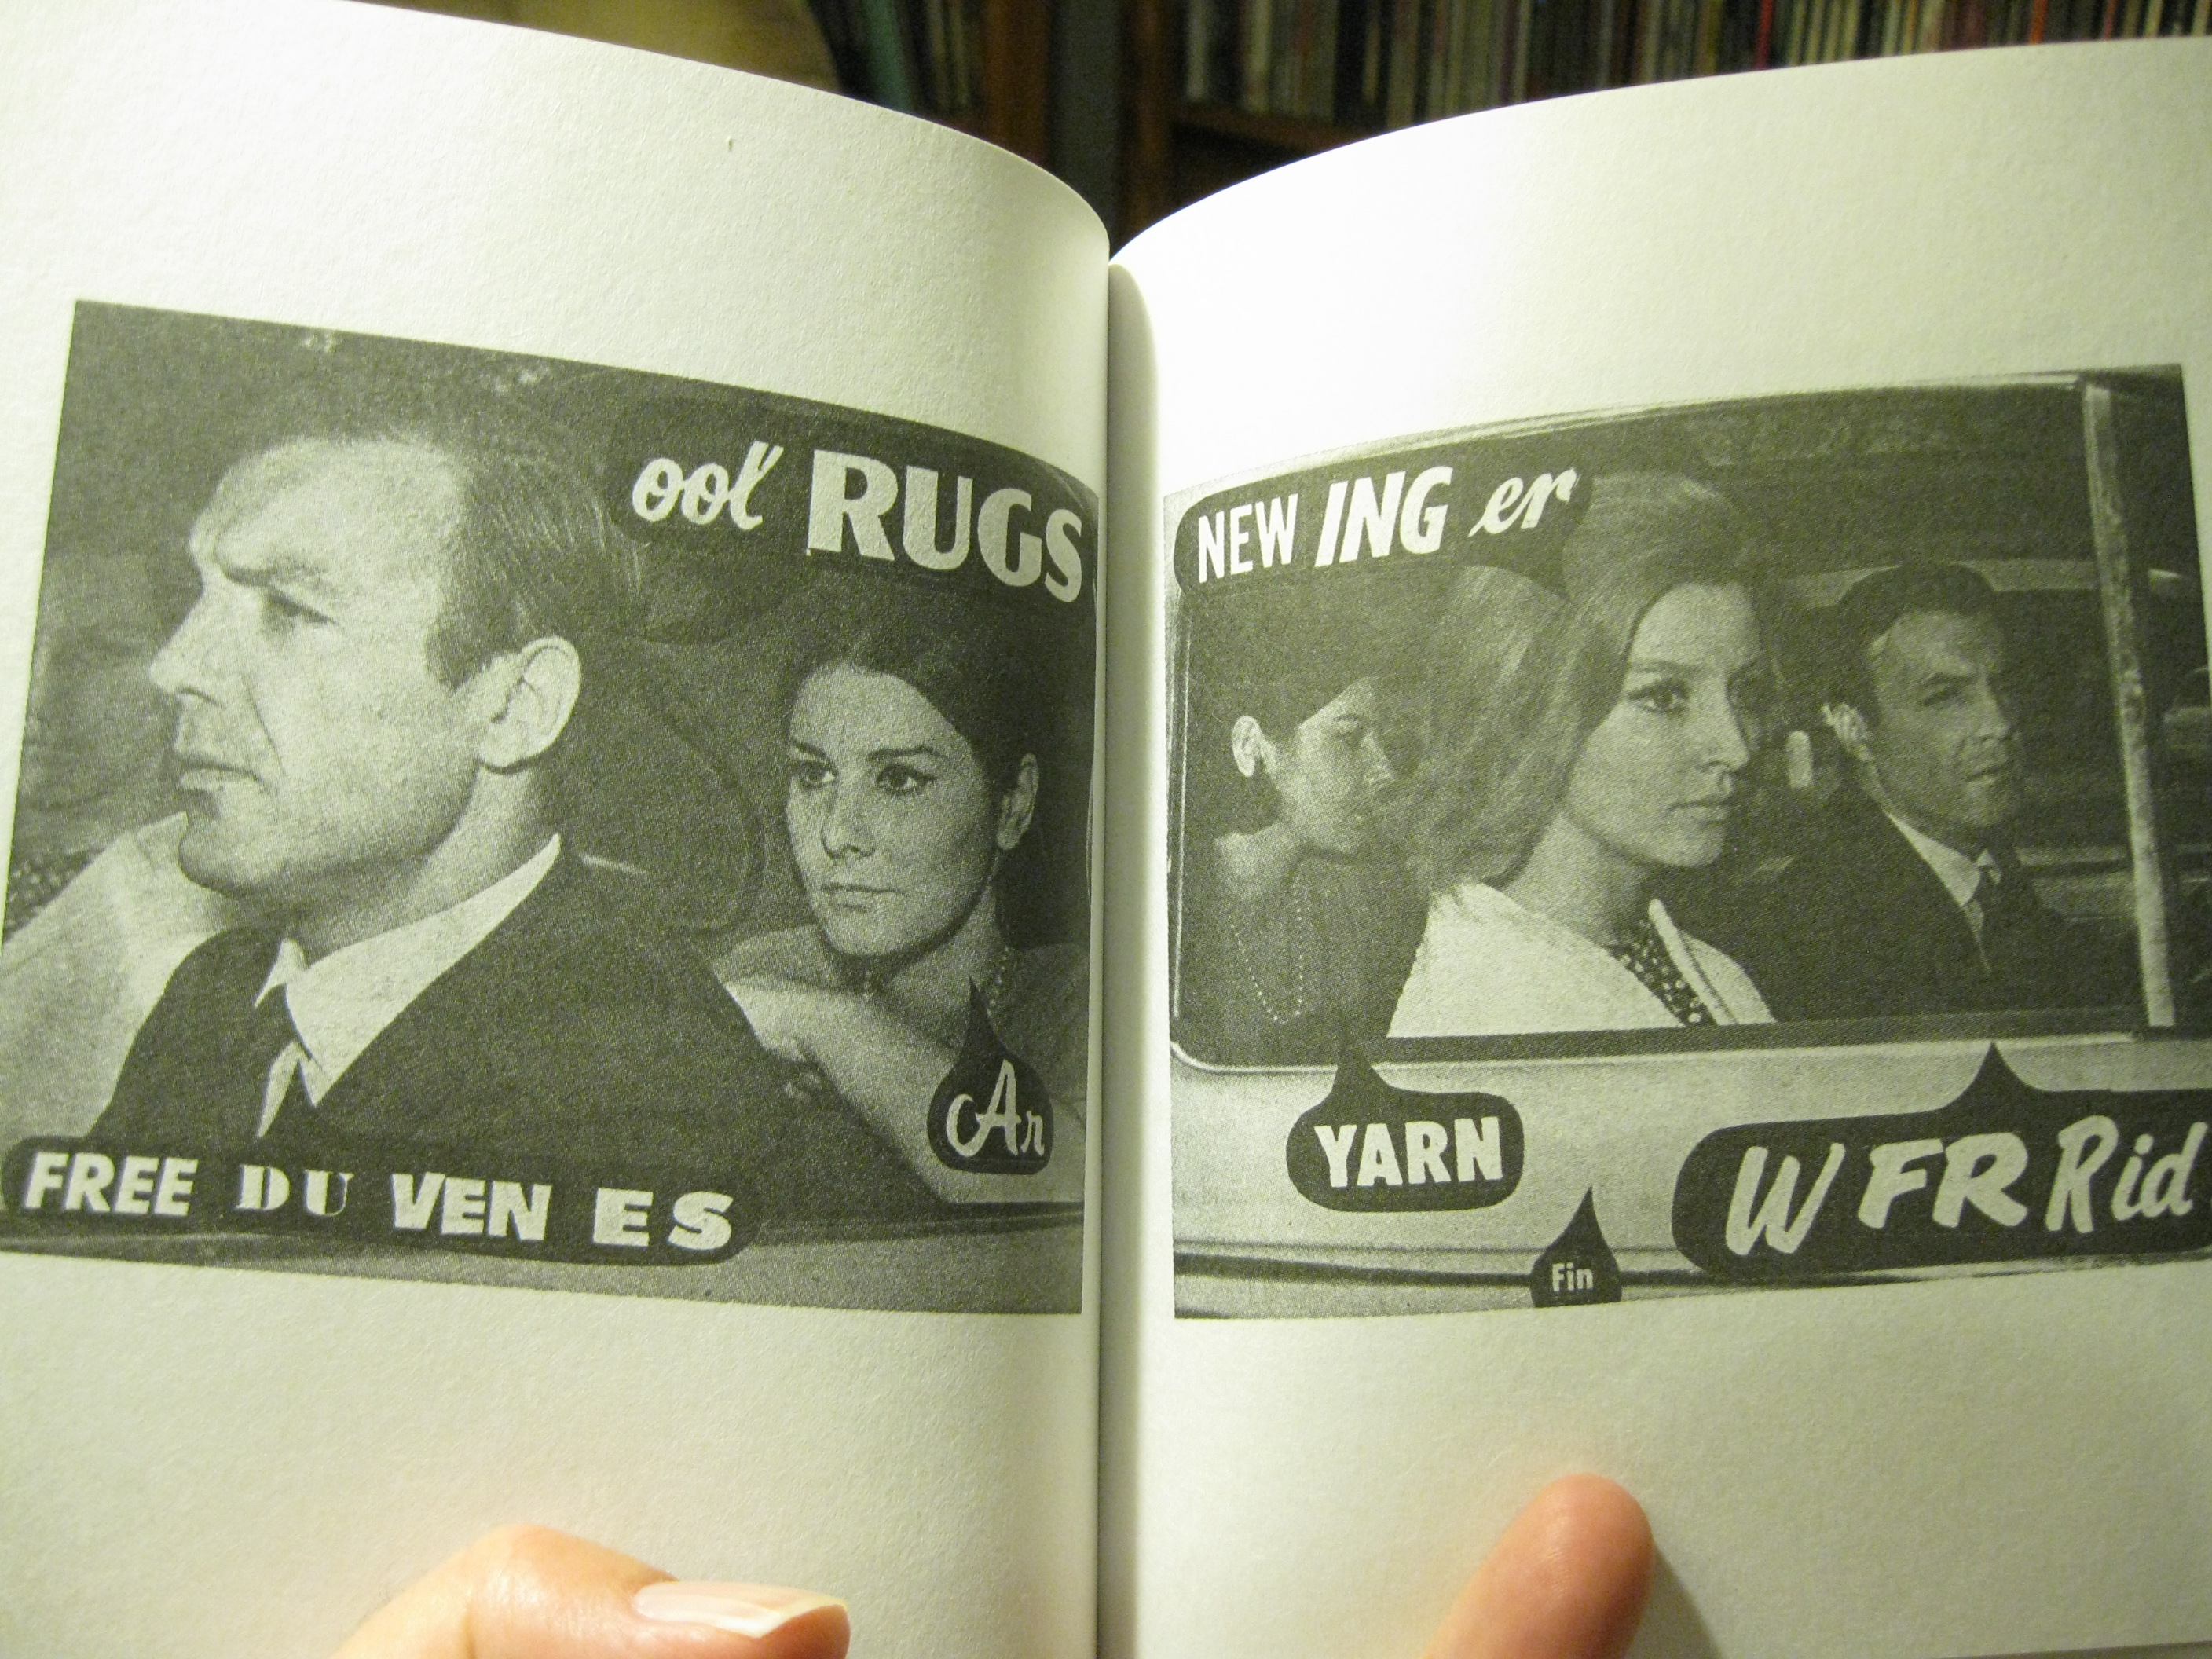 ool' RUGS
Ar
FREE DU VEN ES
NEW ING er
YARN
W FR Rid
Fin